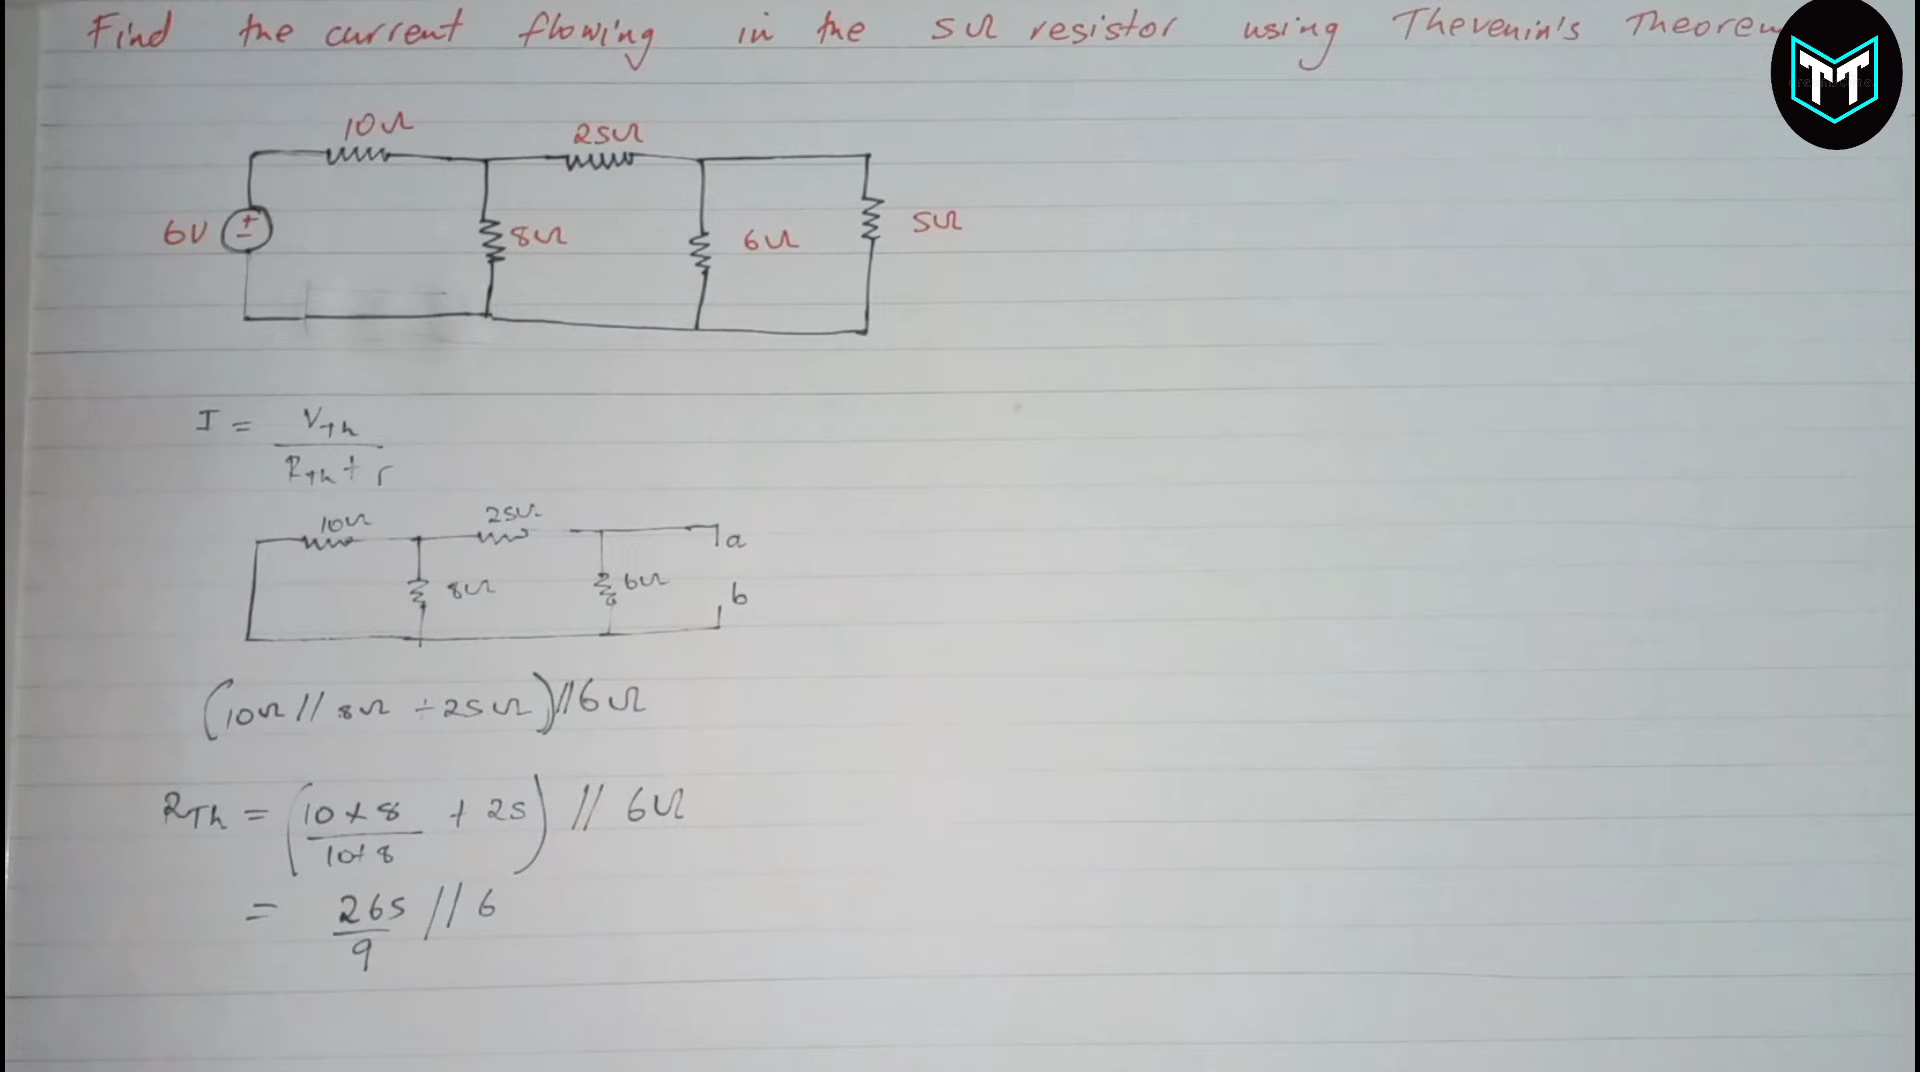 Find the current flowing in the 5Ω resistor using Thevenin's Theorem
TT
10Ω
25Ω
6V
+
-
8Ω
6Ω
5Ω
I = VTh
RTh + r
10Ω
25Ω
a
8Ω
6Ω
b
(10Ω // 8Ω + 25Ω) // 6Ω
RTh = (10 × 8 + 25) // 6Ω
10+8
= 265 // 6
9